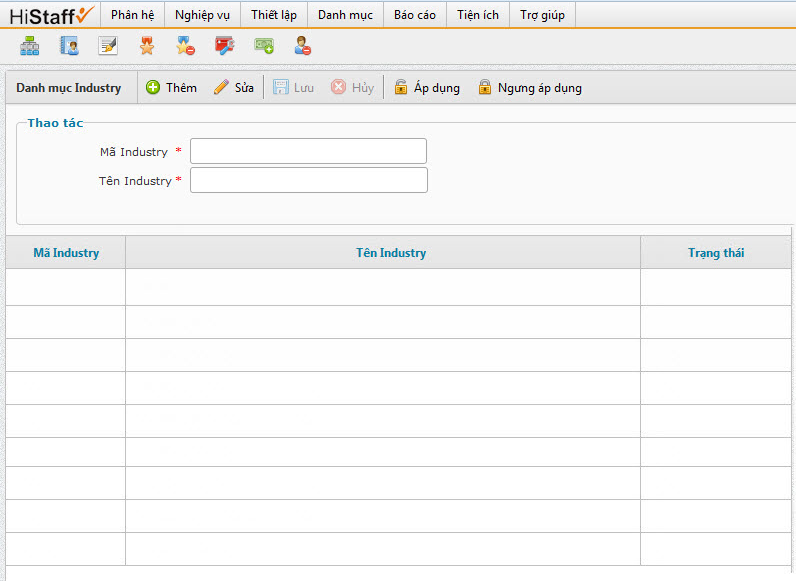 HiStaff Phân hệ Nghiệp vụ Thiết lập Danh mục Báo cáo Tiện ích Trợ giúp
Danh mục Industry Thêm Sửa Lưu Hủy Áp dụng Ngưng áp dụng
Thao tác
Mã Industry *
Tên Industry *
Mã Industry Tên Industry Trạng thái